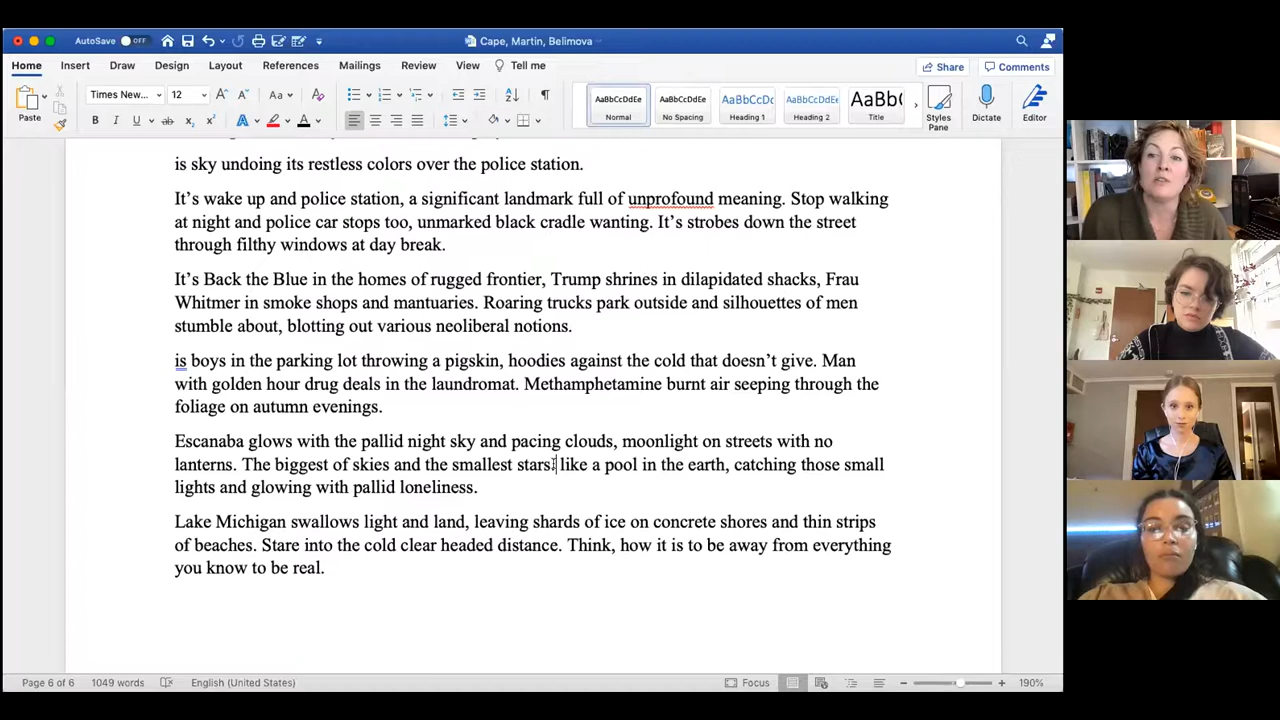 AutoSave OFF
Cape, Martin, Belimova
Home Insert Draw Design Layout References Mailings Review View Tell me
Share Comments
Paste
Times New... 12
Aa
B I U ab x₂ x²
AaBbCcDdEe
Normal
AaBbCcDdEe
No Spacing
AaBbCcDc
Heading 1
AaBbCcDdEe
Heading 2
AaBb(
Title
Styles
Pane
Dictate
Editor
is sky undoing its restless colors over the police station.
It’s wake up and police station, a significant landmark full of unprofound meaning. Stop walking
at night and police car stops too, unmarked black cradle wanting. It’s strobes down the street
through filthy windows at day break.
It’s Back the Blue in the homes of rugged frontier, Trump shrines in dilapidated shacks, Frau
Whitmer in smoke shops and mantuaries. Roaring trucks park outside and silhouettes of men
stumble about, blotting out various neoliberal notions.
is boys in the parking lot throwing a pigskin, hoodies against the cold that doesn’t give. Man
with golden hour drug deals in the laundromat. Methamphetamine burnt air seeping through the
foliage on autumn evenings.
Escanaba glows with the pallid night sky and pacing clouds, moonlight on streets with no
lanterns. The biggest of skies and the smallest stars. like a pool in the earth, catching those small
lights and glowing with pallid loneliness.
Lake Michigan swallows light and land, leaving shards of ice on concrete shores and thin strips
of beaches. Stare into the cold clear headed distance. Think, how it is to be away from everything
you know to be real.
Page 6 of 6 1049 words English (United States) Focus 190%